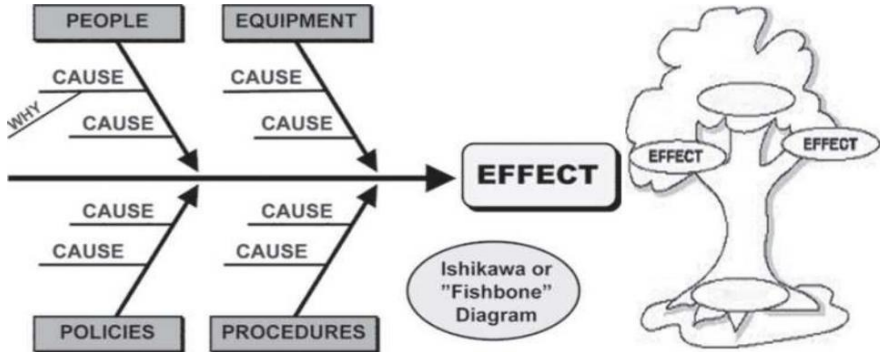 PEOPLE
EQUIPMENT
CAUSE
CAUSE
WHY
CAUSE
CAUSE
EFFECT
EFFECT
EFFECT
CAUSE
CAUSE
CAUSE
CAUSE
Ishikawa or
"Fishbone"
Diagram
POLICIES
PROCEDURES